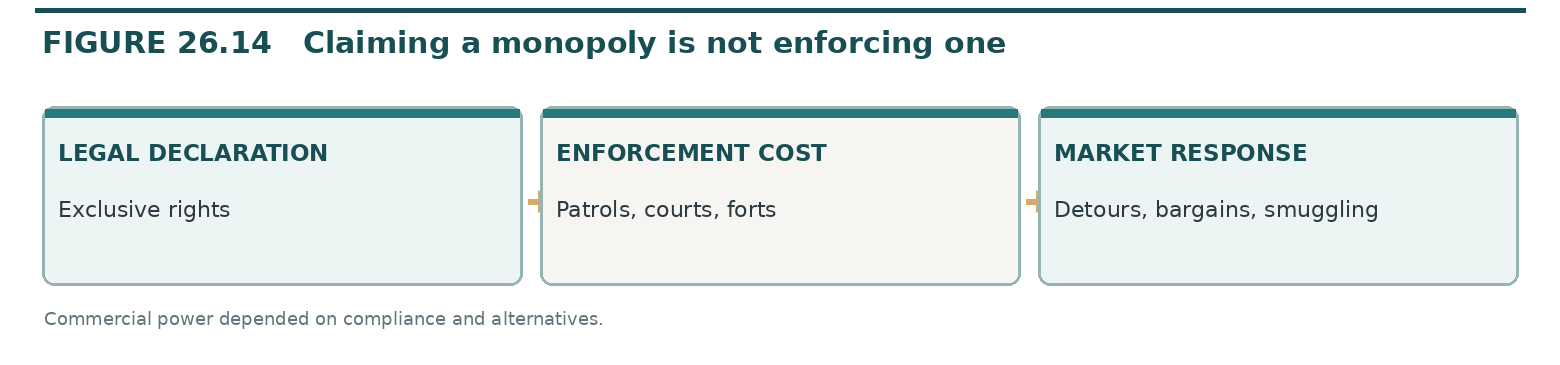 FIGURE 26.14 Claiming a monopoly is not enforcing one
LEGAL DECLARATION
Exclusive rights
ENFORCEMENT COST
Patrols, courts, forts
MARKET RESPONSE
Detours, bargains, smuggling
Commercial power depended on compliance and alternatives.